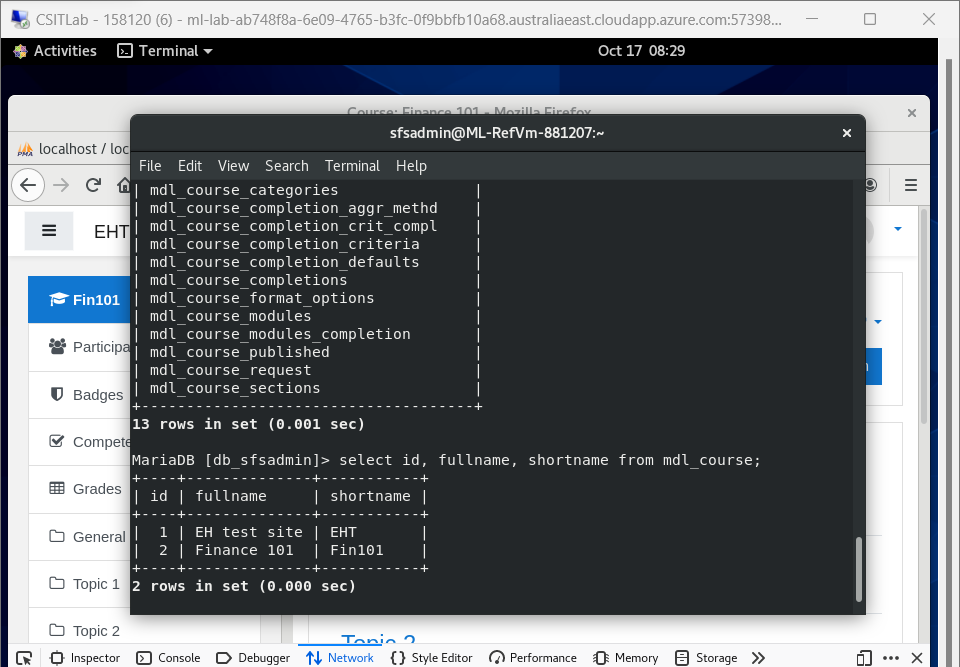 CSITLab - 158120 (6) - ml-lab-ab748f8a-6e09-4765-b3fc-0f9bbfb10a68.australiaeast.cloudapp.azure.com:57398...
Activities Terminal Oct 17 08:29
Course: Finance 101 - Mozilla Firefox
sfsadmin@ML-RefVm-881207:~
PMA localhost / loc
File Edit View Search Terminal Help
| mdl_course_categories |
| mdl_course_completion_aggr_methd |
| mdl_course_completion_crit_compl |
| mdl_course_completion_criteria |
| mdl_course_completion_defaults |
| mdl_course_completions |
| mdl_course_format_options |
| mdl_course_modules |
| mdl_course_modules_completion |
| mdl_course_published |
| mdl_course_request |
| mdl_course_sections |
+--------------------------------------+
13 rows in set (0.001 sec)
MariaDB [db_sfsadmin]> select id, fullname, shortname from mdl_course;
+----+--------------+-----------+
| id | fullname | shortname |
+----+--------------+-----------+
| 1 | EH test site | EHT |
| 2 | Finance 101 | Fin101 |
+----+--------------+-----------+
2 rows in set (0.000 sec)
EHT
Fin101
Participa
Badges
Compete
Grades
General
Topic 1
Topic 2
Topic 2
Inspector Console Debugger Network Style Editor Performance Memory Storage